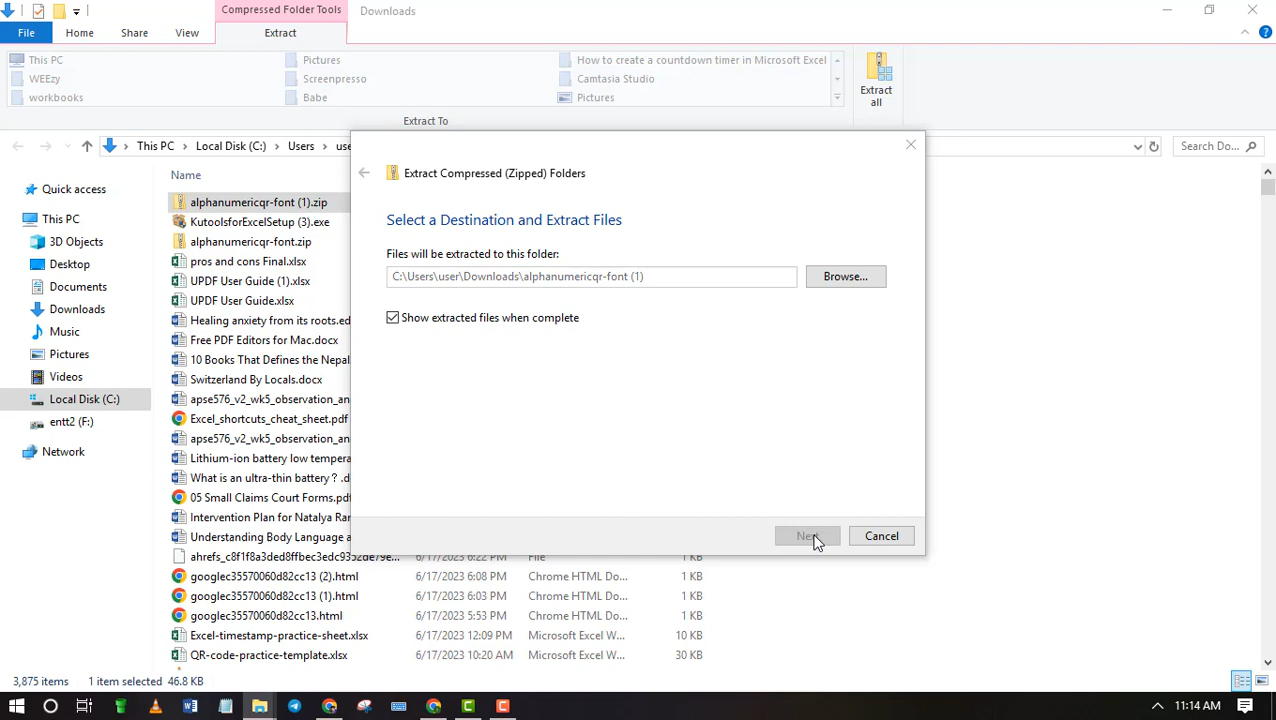 Compressed Folder Tools
Downloads
File
Home
Share
View
Extract
This PC
Pictures
How to create a countdown timer in Microsoft Excel
WEEzy
Screenpresso
Camtasia Studio
workbooks
Babe
Pictures
Extract all
Extract To
This PC
Local Disk (C:)
Users
use
Search Do...
Name
Quick access
This PC
3D Objects
Desktop
Documents
Downloads
Music
Pictures
Videos
Local Disk (C:)
entt2 (F:)
Network
alphanumericqr-font (1).zip
KutoolsforExcelSetup (3).exe
alphanumericqr-font.zip
pros and cons Final.xlsx
UPDF User Guide (1).xlsx
UPDF User Guide.xlsx
Healing anxiety from its roots.ed
Free PDF Editors for Mac.docx
10 Books That Defines the Nepal
Switzerland By Locals.docx
apse576_v2_wk5_observation_an
Excel_shortcuts_cheat_sheet.pdf
apse576_v2_wk5_observation_an
Lithium-ion battery low tempera
What is an ultra-thin battery ? .d
05 Small Claims Court Forms.pdf
Intervention Plan for Natalya Ran
Understanding Body Language a
6/17/2023 6:22 PM File 1 KB
googlec35570060d82cc13 (2).html 6/17/2023 6:08 PM Chrome HTML Do... 1 KB
googlec35570060d82cc13 (1).html 6/17/2023 6:03 PM Chrome HTML Do... 1 KB
googlec35570060d82cc13.html 6/17/2023 5:53 PM Chrome HTML Do... 1 KB
Excel-timestamp-practice-sheet.xlsx 6/17/2023 12:09 PM Microsoft Excel W... 10 KB
QR-code-practice-template.xlsx 6/17/2023 10:20 AM Microsoft Excel W... 30 KB
Extract Compressed (Zipped) Folders
Select a Destination and Extract Files
Files will be extracted to this folder:
C:\Users\user\Downloads\alphanumericqr-font (1)
Browse...
Show extracted files when complete
Next
Cancel
3,875 items
1 item selected 46.8 KB
11:14 AM